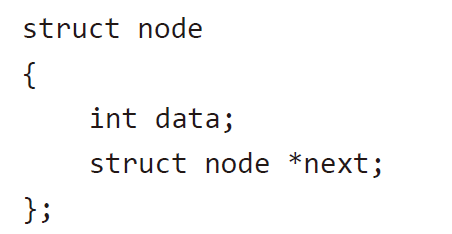 struct node
{
    int data;
    struct node *next;
};